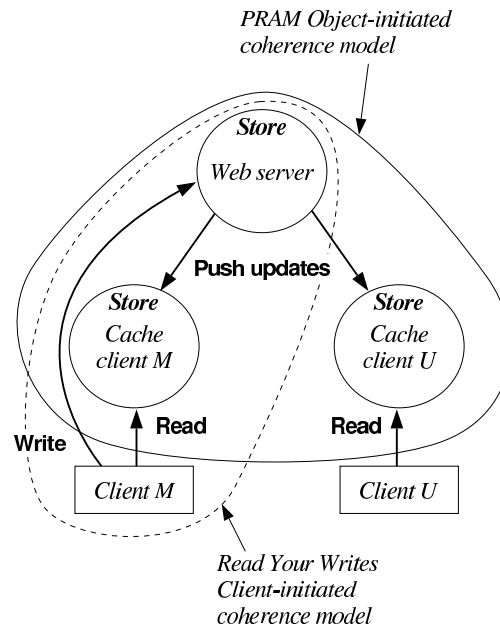 PRAM Object-initiated
coherence model
Store
Web server
Push updates
Store
Cache
client M
Store
Cache
client U
Write
Read
Read
Client M
Client U
Read Your Writes
Client-initiated
coherence model